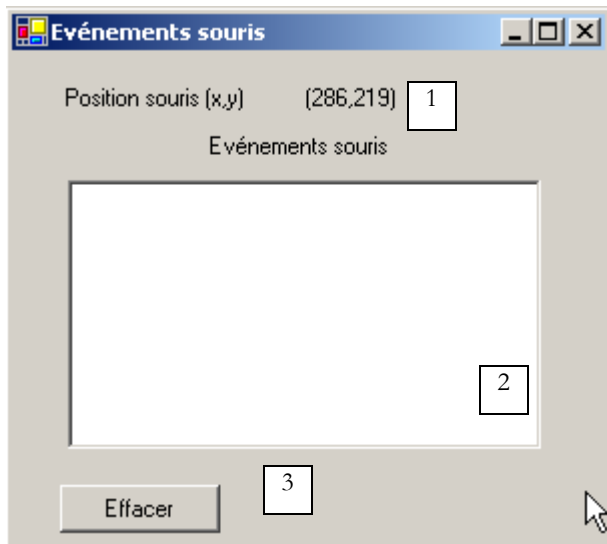 Evénements souris
Position souris (x,y) (286,219) 1
Evénements souris
2
3
Effacer